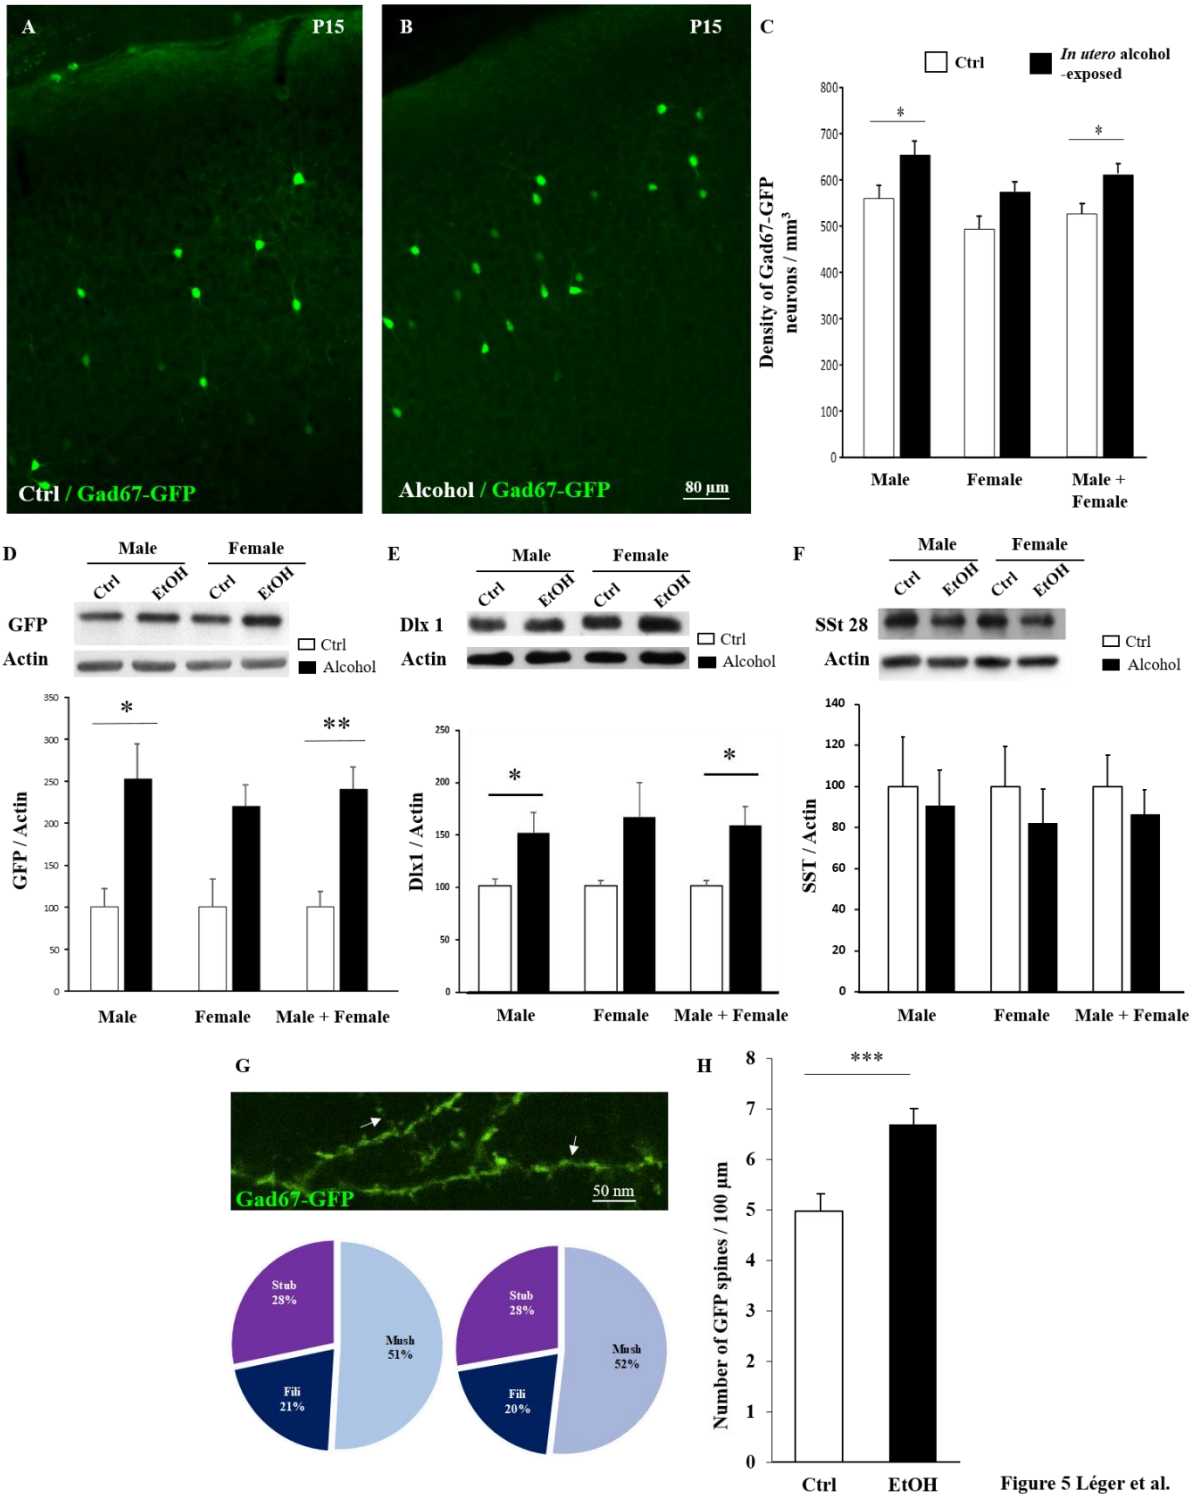 A
P15
Ctrl / Gad67-GFP
B
P15
Alcohol / Gad67-GFP
80 µm
C
Ctrl
In utero alcohol
-exposed
Density of Gad67-GFP
neurons / mm³
800
700
600
500
400
300
200
100
0
*
*
Male
Female
Male +
Female
D
Male
Female
Ctrl
EtOH
Ctrl
EtOH
GFP
Actin
Ctrl
Alcohol
GFP / Actin
350
300
250
200
150
100
50
0
*
**
Male
Female
Male + Female
E
Male
Female
Ctrl
EtOH
Ctrl
EtOH
Dlx 1
Actin
Ctrl
Alcohol
Dlx1 / Actin
250
200
150
100
50
0
*
*
Male
Female
Male + Female
F
Male
Female
Ctrl
EtOH
Ctrl
EtOH
SSt 28
Actin
Ctrl
Alcohol
SST / Actin
140
120
100
80
60
40
20
0
Male
Female
Male + Female
G
Gad67-GFP
50 nm
Stub
28%
Mush
51%
Fili
21%
Stub
28%
Mush
52%
Fili
20%
H
Number of GFP spines / 100 µm
8
7
6
5
4
3
2
1
0
***
Ctrl
EtOH
Figure 5 Léger et al.